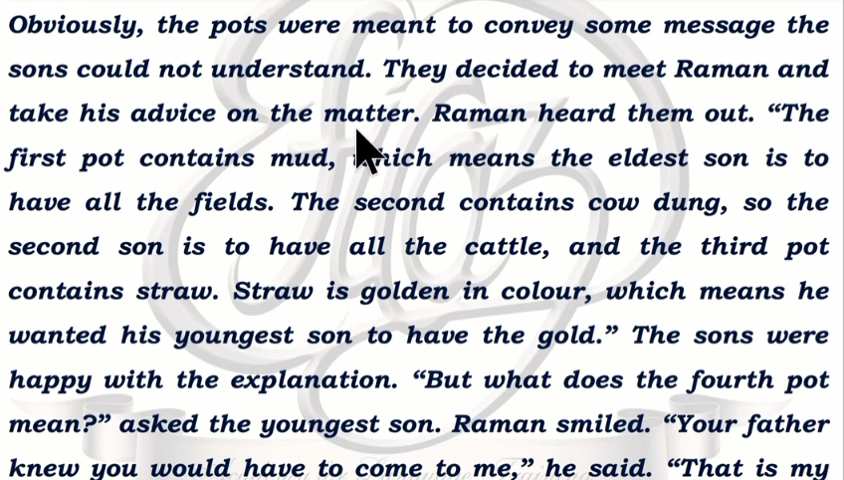 Obviously, the pots were meant to convey some message the
sons could not understand. They decided to meet Raman and
take his advice on the matter. Raman heard them out. “The
first pot contains mud, which means the eldest son is to
have all the fields. The second contains cow dung, so the
second son is to have all the cattle, and the third pot
contains straw. Straw is golden in colour, which means he
wanted his youngest son to have the gold.” The sons were
happy with the explanation. “But what does the fourth pot
mean?” asked the youngest son. Raman smiled. “Your father
knew you would have to come to me,” he said. “That is my